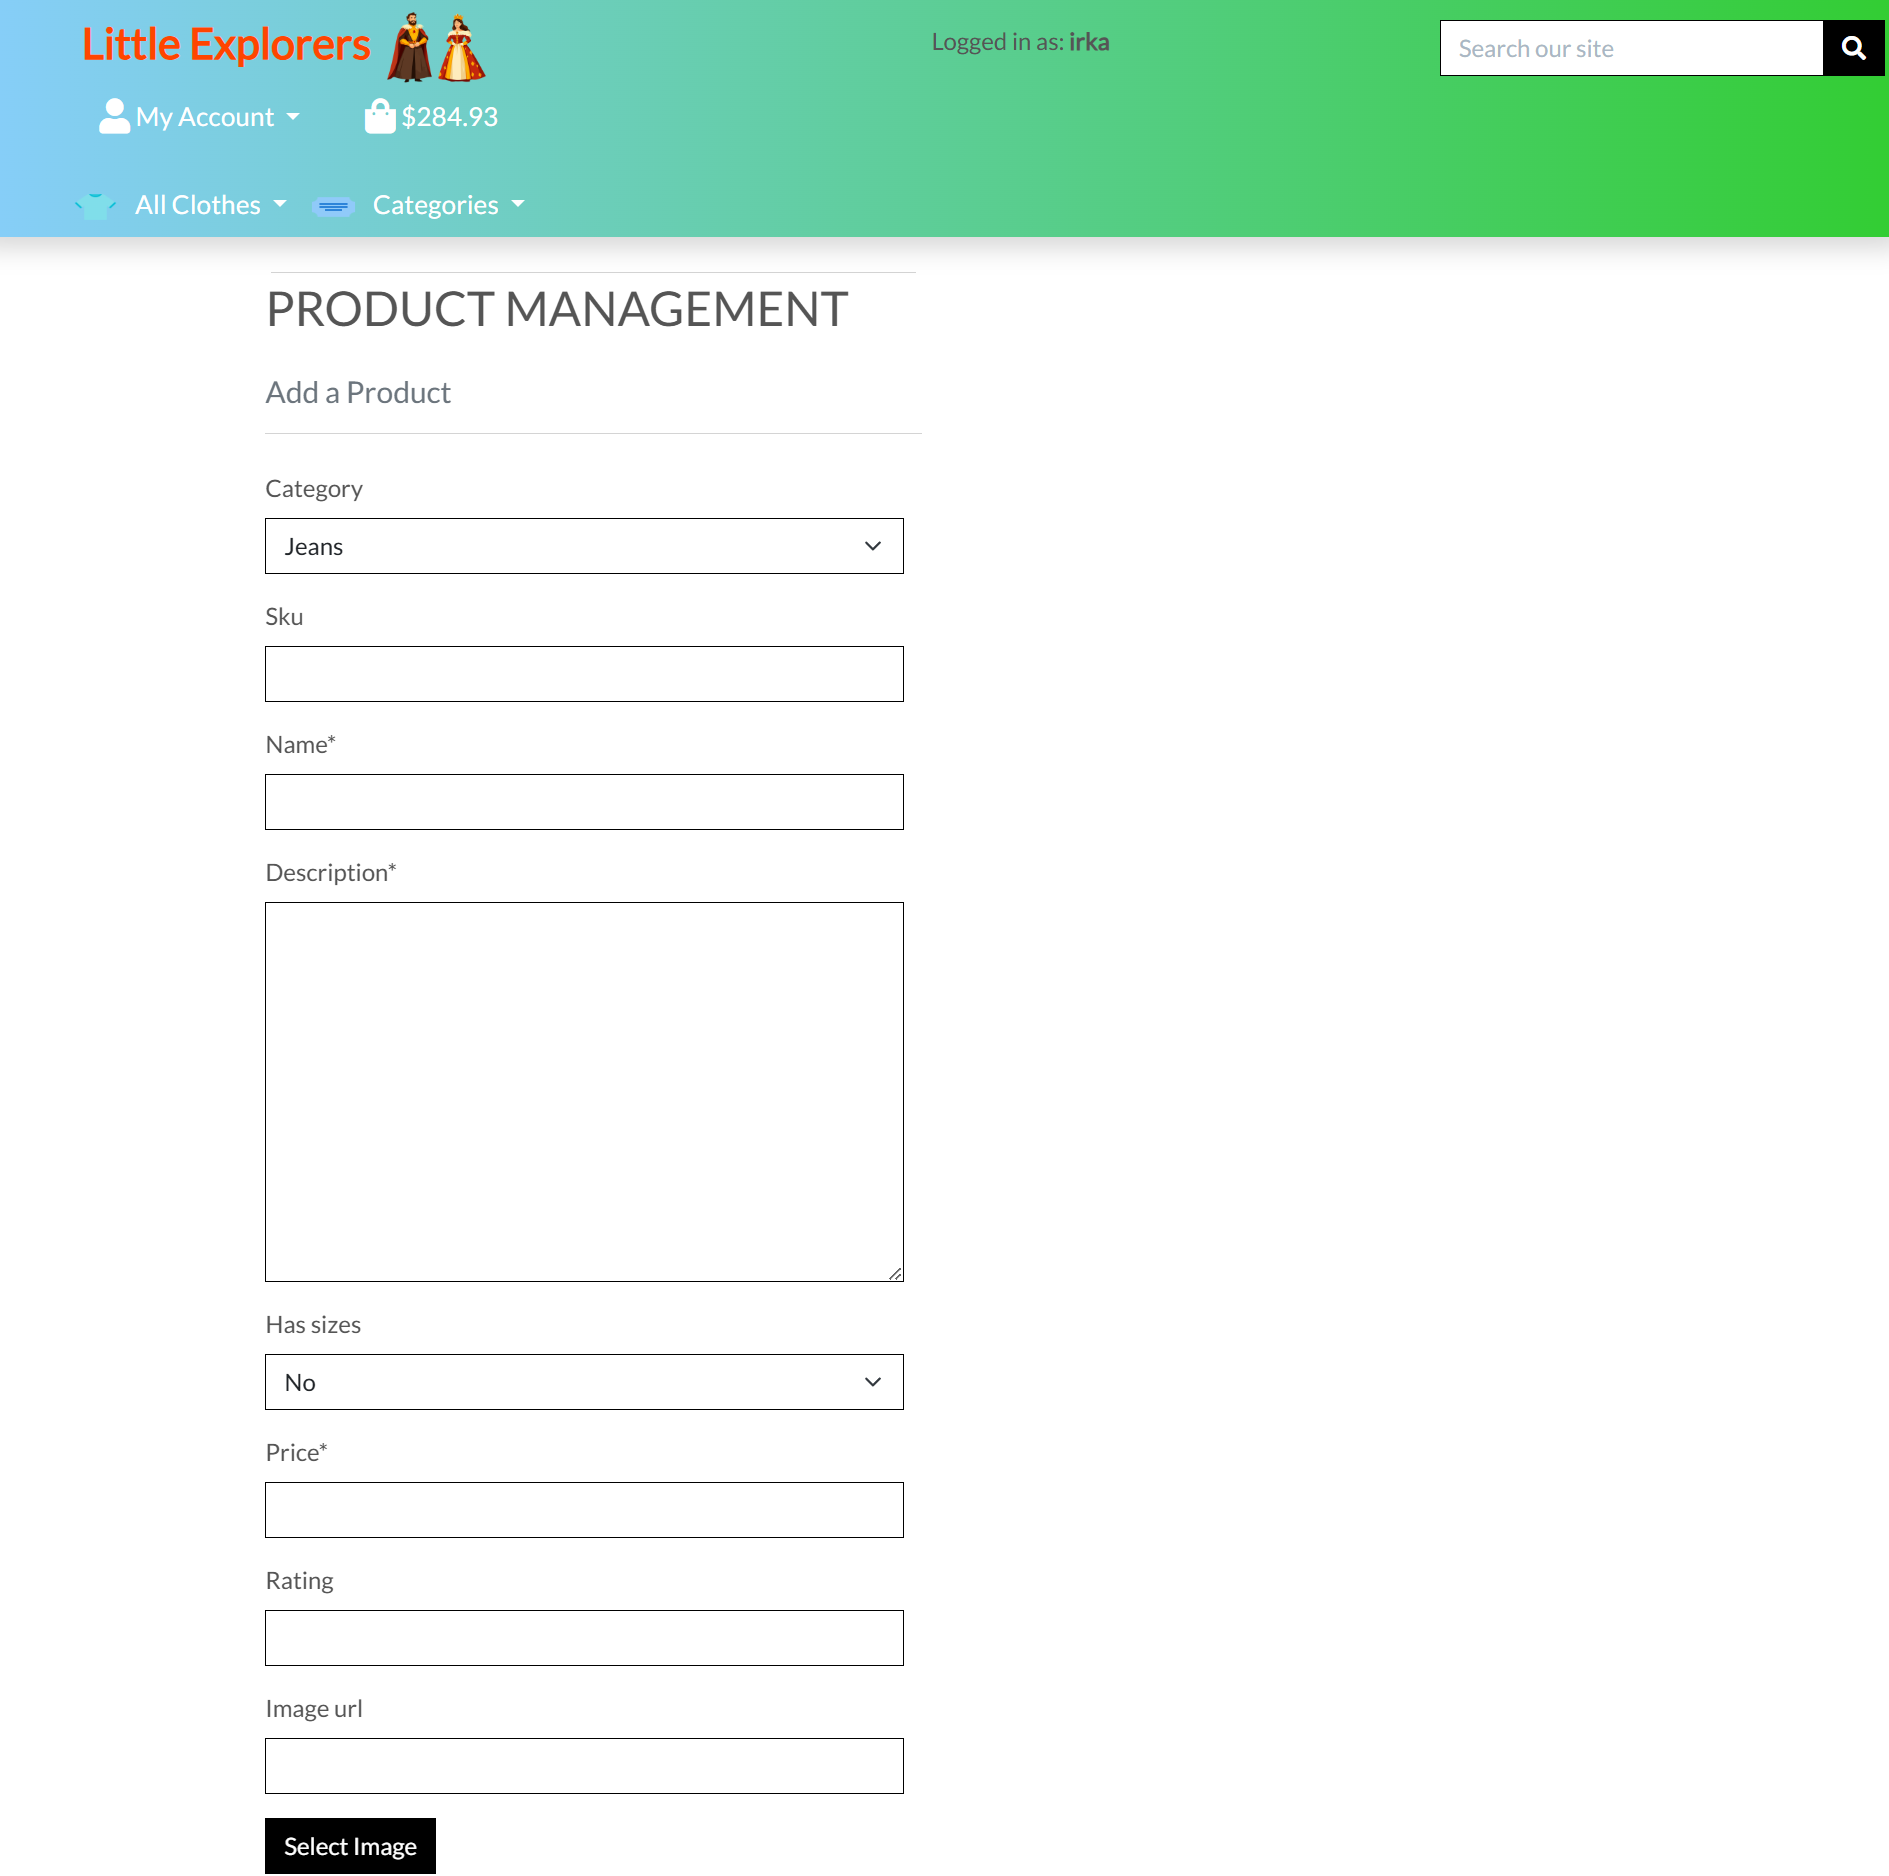 Little Explorers
Logged in as: irka
Search our site
My Account
$284.93
All Clothes
Categories
PRODUCT MANAGEMENT
Add a Product
Category
Jeans
Sku
Name*
Description*
Has sizes
No
Price*
Rating
Image url
Select Image